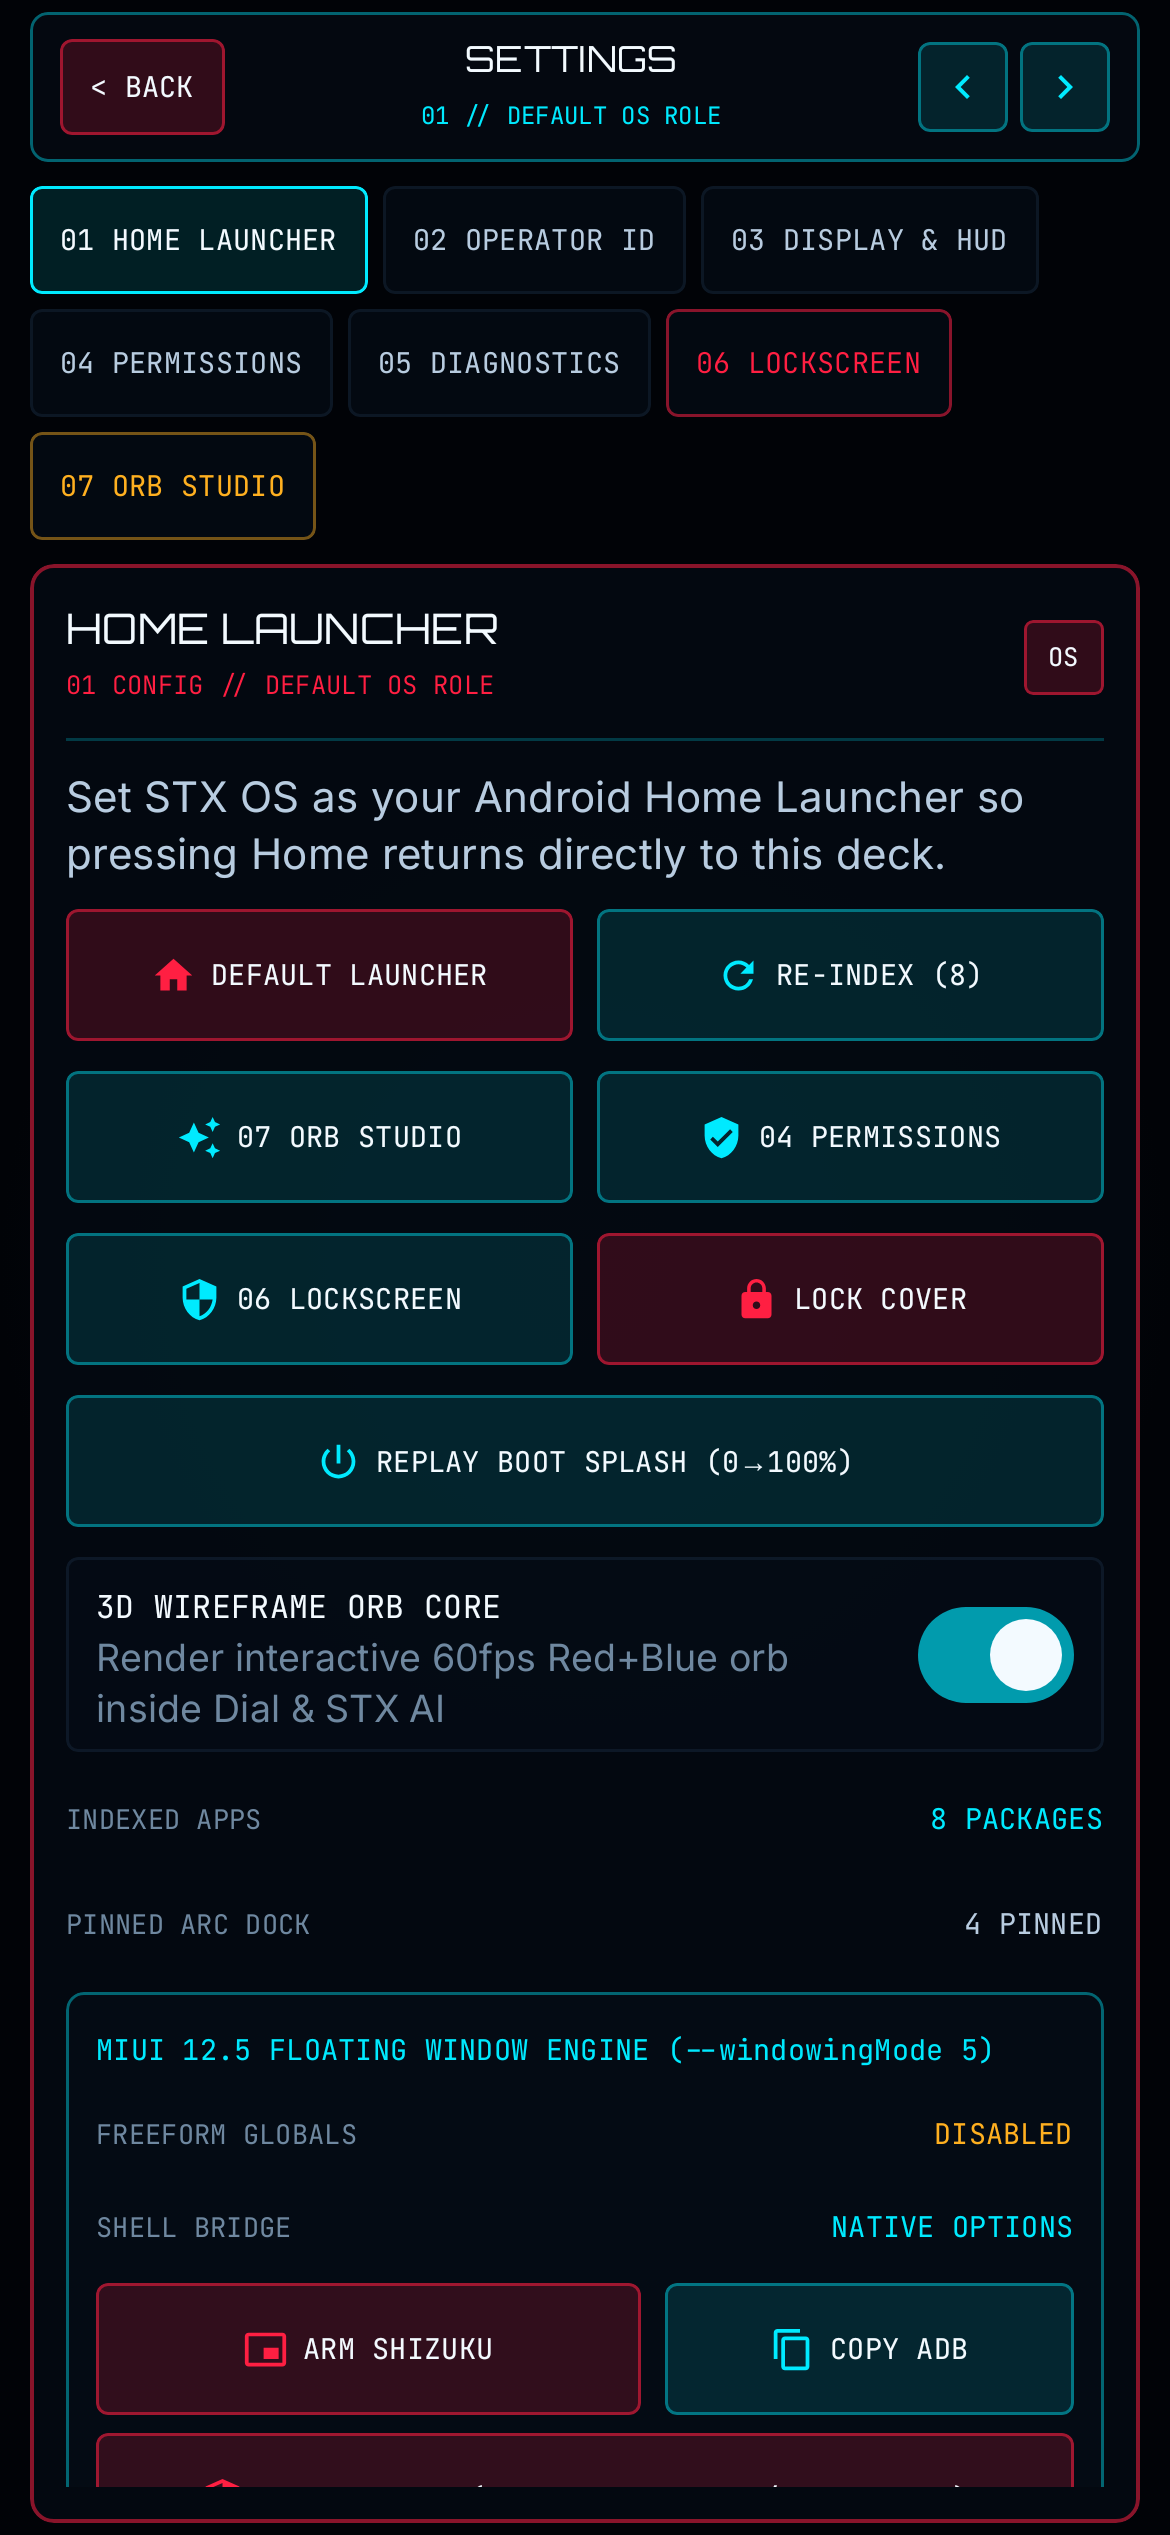 < BACK
SETTINGS
01 // DEFAULT OS ROLE
01 HOME LAUNCHER
02 OPERATOR ID
03 DISPLAY & HUD
04 PERMISSIONS
05 DIAGNOSTICS
06 LOCKSCREEN
07 ORB STUDIO
HOME LAUNCHER
01 CONFIG // DEFAULT OS ROLE
OS
Set STX OS as your Android Home Launcher so
pressing Home returns directly to this deck.
DEFAULT LAUNCHER
RE-INDEX (8)
07 ORB STUDIO
04 PERMISSIONS
06 LOCKSCREEN
LOCK COVER
REPLAY BOOT SPLASH (0→100%)
3D WIREFRAME ORB CORE
Render interactive 60fps Red+Blue orb
inside Dial & STX AI
INDEXED APPS
8 PACKAGES
PINNED ARC DOCK
4 PINNED
MIUI 12.5 FLOATING WINDOW ENGINE (--windowingMode 5)
FREEFORM GLOBALS
DISABLED
SHELL BRIDGE
NATIVE OPTIONS
ARM SHIZUKU
COPY ADB